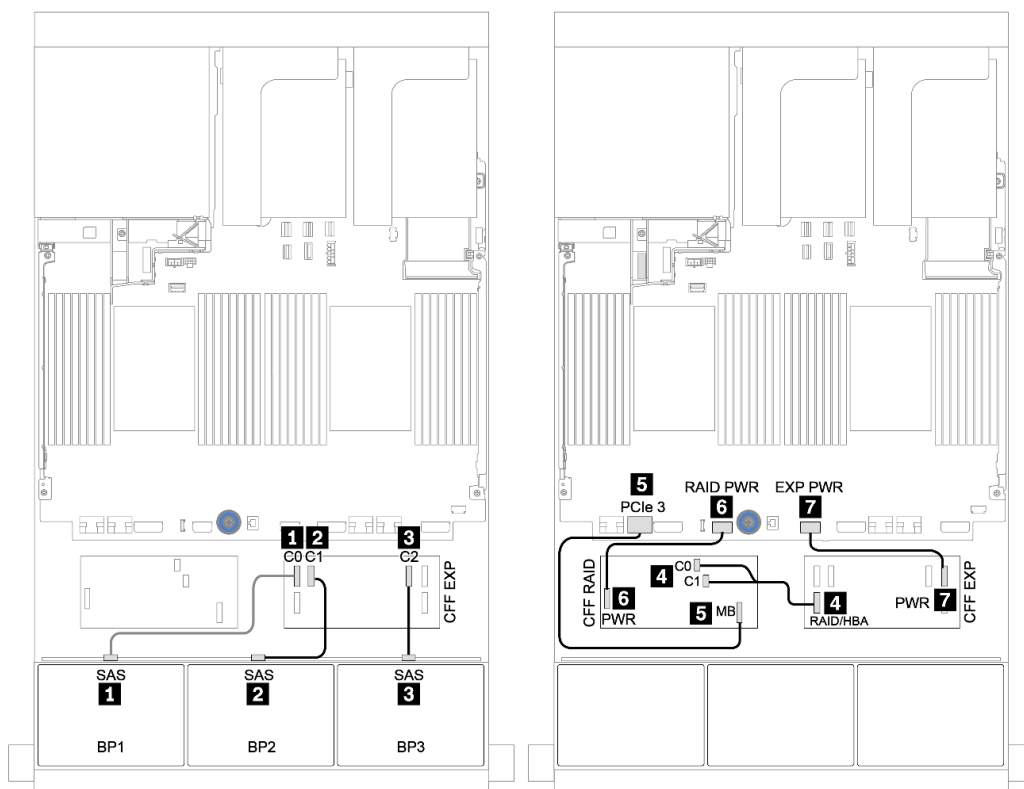 1 2 3
C0 C1 C2
CFF EXP
SAS SAS SAS
1 2 3
BP1 BP2 BP3
5 RAID PWR EXP PWR
PCIe 3 6 7
CFF RAID
C0
4 C1
6
PWR
5 MB
4
RAID/HBA
PWR 7
CFF EXP